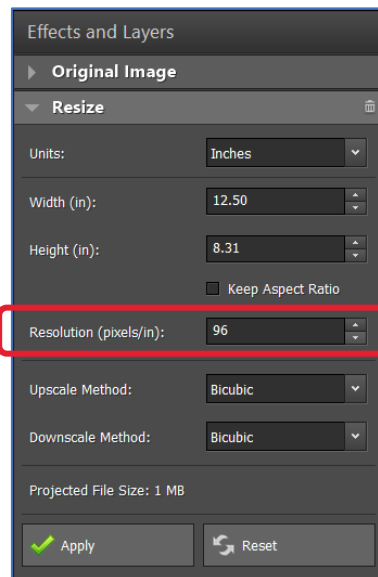 Effects and Layers
Original Image
Resize
Units: Inches
Width (in): 12.50
Height (in): 8.31
Keep Aspect Ratio
Resolution (pixels/in): 96
Upscale Method: Bicubic
Downscale Method: Bicubic
Projected File Size: 1 MB
Apply Reset